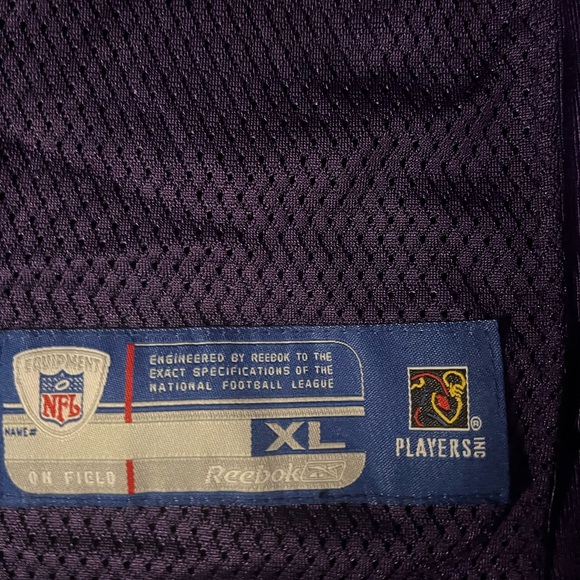 EQUIPMENT
NFL
ENGINEERED BY REEBOK TO THE
EXACT SPECIFICATIONS OF THE
NATIONAL FOOTBALL LEAGUE
NAME#
XL
ON FIELD
Reebok
PLAYERS INC ®